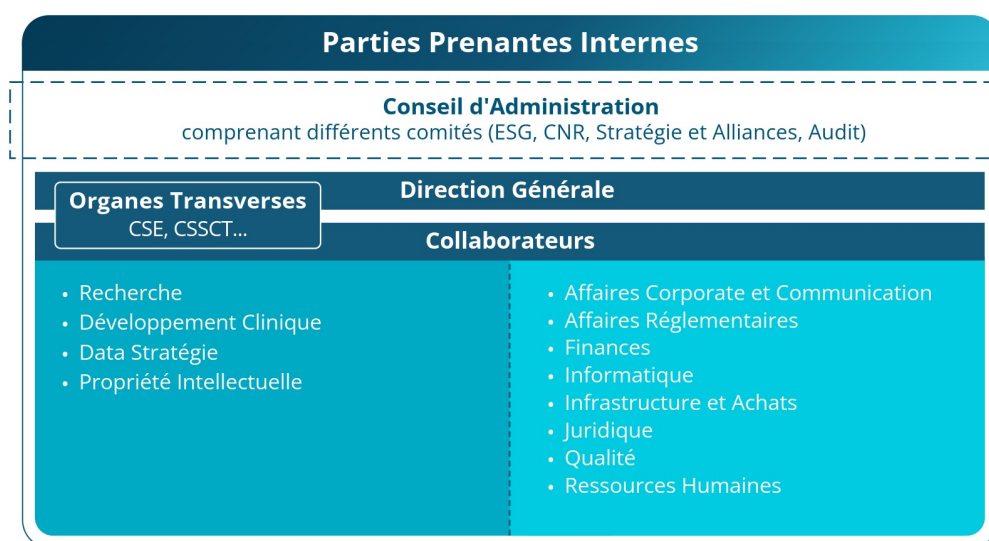 Parties Prenantes Internes
Conseil d'Administration
comprenant différents comités (ESG, CNR, Stratégie et Alliances, Audit)
Direction Générale
Organes Transverses
CSE, CSSCT...
Collaborateurs
• Recherche
• Développement Clinique
• Data Stratégie
• Propriété Intellectuelle
• Affaires Corporate et Communication
• Affaires Réglementaires
• Finances
• Informatique
• Infrastructure et Achats
• Juridique
• Qualité
• Ressources Humaines